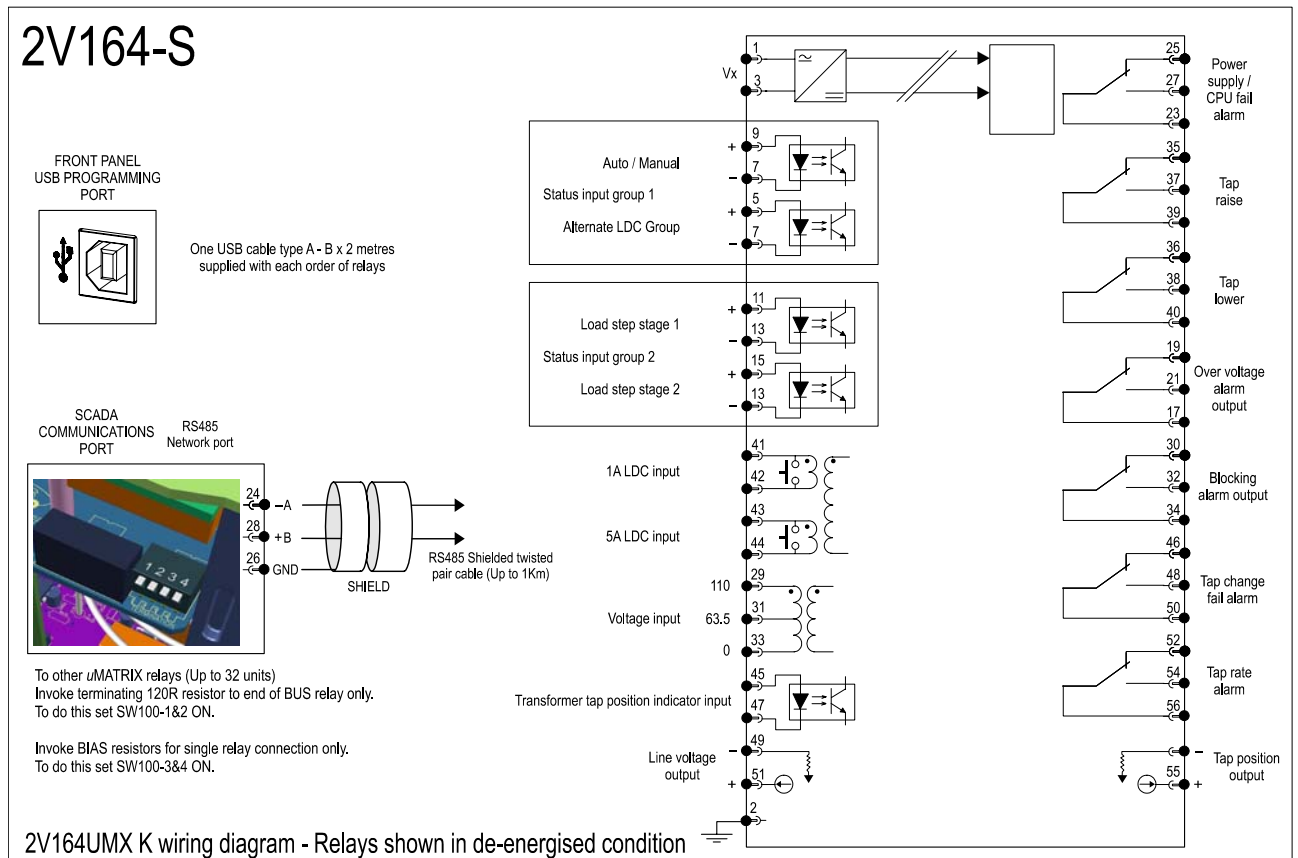 2V164-S
FRONT PANEL
USB PROGRAMMING
PORT
One USB cable type A - B x 2 metres
supplied with each order of relays
SCADA
COMMUNICATIONS
PORT
RS485
Network port
1 2 3 4
24
–A
28
+B
26
GND
SHIELD
RS485 Shielded twisted
pair cable (Up to 1Km)
To other uMATRIX relays (Up to 32 units)
Invoke terminating 120R resistor to end of BUS relay only.
To do this set SW100-1&2 ON.
Invoke BIAS resistors for single relay connection only.
To do this set SW100-3&4 ON.
Vx
1
3
+ 9
Auto / Manual
– 7
Status input group 1
+ 5
Alternate LDC Group
– 7
+ 11
Load step stage 1
– 13
Status input group 2
+ 15
Load step stage 2
– 13
41
1A LDC input
42
43
5A LDC input
44
110 29
Voltage input 63.5 31
0 33
45
Transformer tap position indicator input
47
– 49
Line voltage
output
+ 51
2
25
27
23
Power
supply /
CPU fail
alarm
35
37
39
Tap
raise
36
38
40
Tap
lower
19
21
17
Over voltage
alarm
output
30
32
34
Blocking
alarm output
46
48
50
Tap change
fail alarm
52
54
56
Tap rate
alarm
–
55 +
Tap position
output
2V164UMX K wiring diagram - Relays shown in de-energised condition